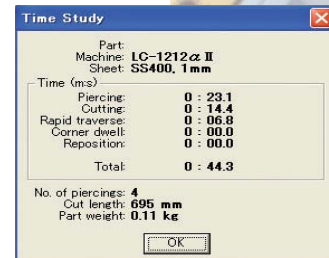 Time Study
Part:
Machine: LC-1212α II
Sheet: SS400, 1mm
Time (m:s)
Piercing: 0 : 23.1
Cutting: 0 : 14.4
Rapid traverse: 0 : 06.8
Corner dwell: 0 : 00.0
Reposition: 0 : 00.0
Total: 0 : 44.3
No. of piercings: 4
Cut length: 695 mm
Part weight: 0.11 kg
OK